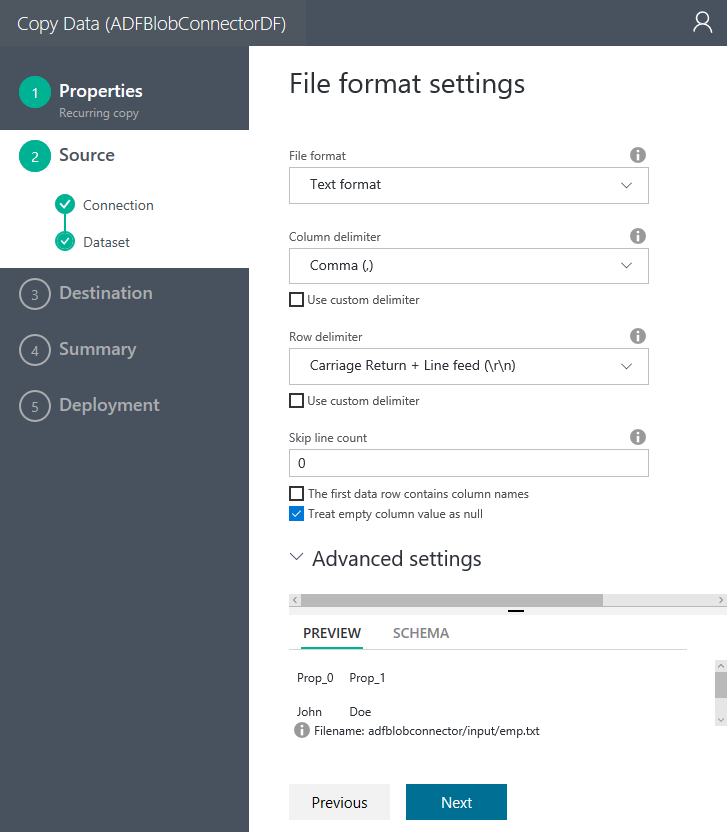 Copy Data (ADFBlobConnectorDF)
1 Properties
Recurring copy
2 Source
Connection
Dataset
3 Destination
4 Summary
5 Deployment
File format settings
File format
Text format
Column delimiter
Comma (,)
Use custom delimiter
Row delimiter
Carriage Return + Line feed (\r\n)
Use custom delimiter
Skip line count
0
The first data row contains column names
Treat empty column value as null
Advanced settings
PREVIEW SCHEMA
Prop_0 Prop_1
John Doe
Filename: adfblobconnector/input/emp.txt
Previous Next